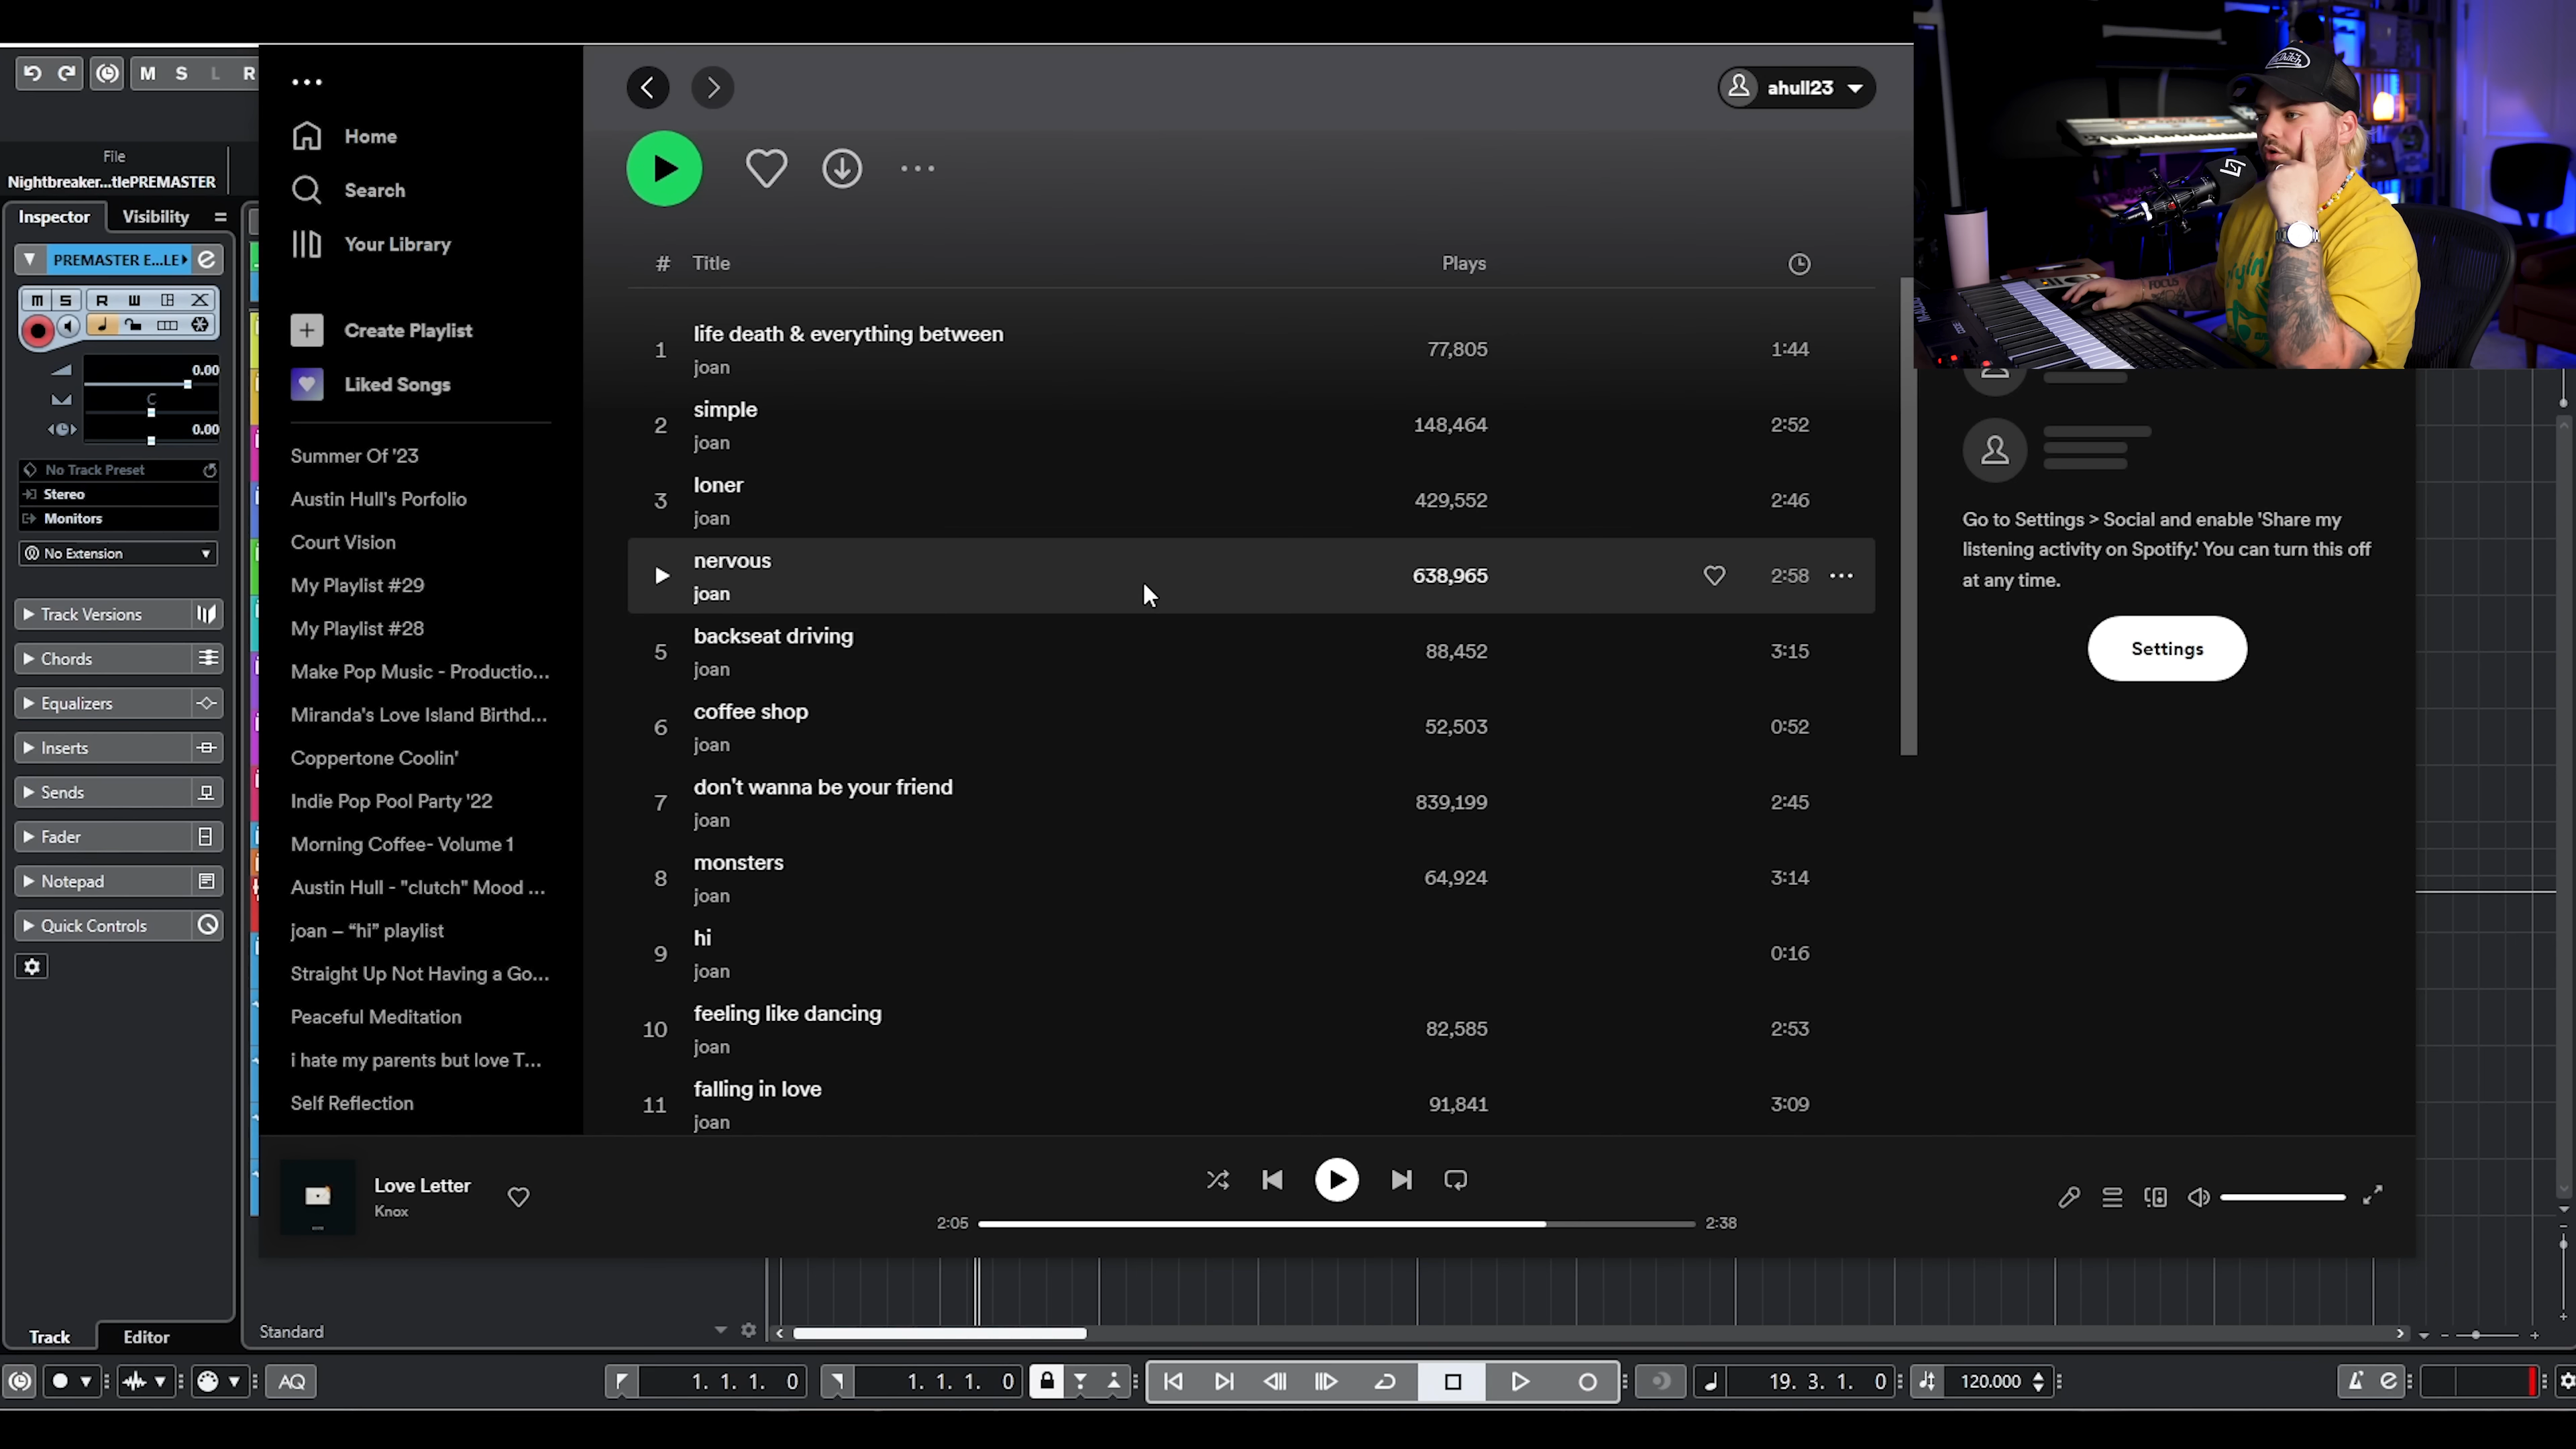 M S L R
File
Nightbreaker...tlePREMASTER
Inspector Visibility
PREMASTER E...LE
M S R W
0.00
C
0.00
No Track Preset
Stereo
Monitors
No Extension
Track Versions
Chords
Equalizers
Inserts
Sends
Fader
Notepad
Quick Controls
Track Editor
Home
Search
Your Library
Create Playlist
Liked Songs
Summer Of '23
Austin Hull's Porfolio
Court Vision
My Playlist #29
My Playlist #28
Make Pop Music - Productio...
Miranda's Love Island Birthd...
Coppertone Coolin'
Indie Pop Pool Party '22
Morning Coffee- Volume 1
Austin Hull - "clutch" Mood ...
joan – “hi” playlist
Straight Up Not Having a Go...
Peaceful Meditation
i hate my parents but love T...
Self Reflection
ahull23
# Title Plays
1 life death & everything between 77,805 1:44
joan
2 simple 148,464 2:52
joan
3 loner 429,552 2:46
joan
nervous 638,965 2:58
joan
5 backseat driving 88,452 3:15
joan
6 coffee shop 52,503 0:52
joan
7 don't wanna be your friend 839,199 2:45
joan
8 monsters 64,924 3:14
joan
9 hi 0:16
joan
10 feeling like dancing 82,585 2:53
joan
11 falling in love 91,841 3:09
joan
Go to Settings > Social and enable 'Share my
listening activity on Spotify.' You can turn this off
at any time.
Settings
FOCUS
Love Letter
Knox
2:05 2:38
Standard
AQ 1. 1. 1. 0 1. 1. 1. 0 19. 3. 1. 0 120.000